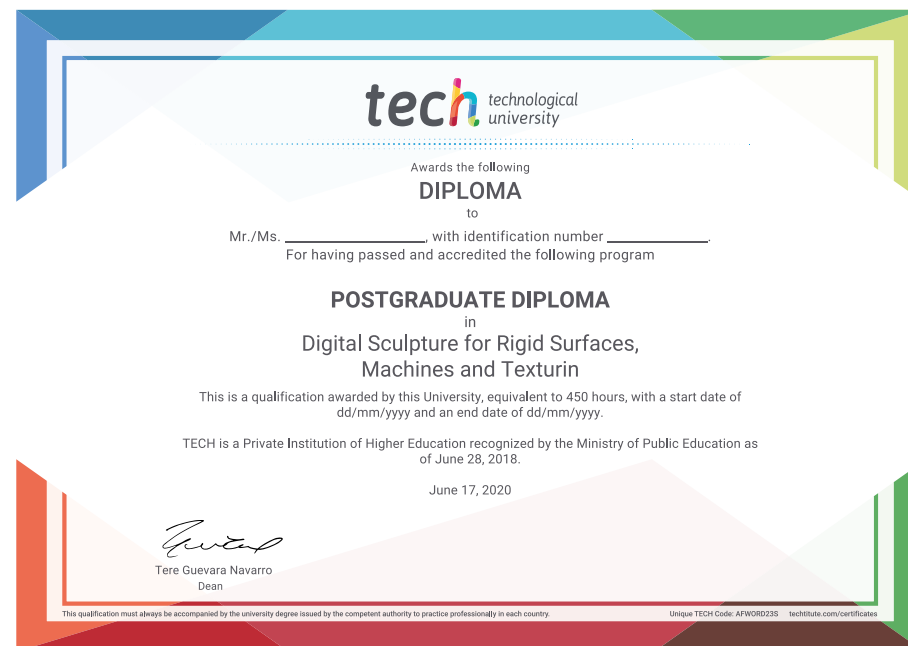 tech technological
university
Awards the following
DIPLOMA
to
Mr./Ms. ____________, with identification number _________.
For having passed and accredited the following program
POSTGRADUATE DIPLOMA
in
Digital Sculpture for Rigid Surfaces,
Machines and Texturin
This is a qualification awarded by this University, equivalent to 450 hours, with a start date of
dd/mm/yyyy and an end date of dd/mm/yyyy.
TECH is a Private Institution of Higher Education recognized by the Ministry of Public Education as
of June 28, 2018.
June 17, 2020
Tere Guevara Navarro
Dean
This qualification must always be accompanied by the university degree issued by the competent authority to practice professionally in each country.
Unique TECH Code: AFWORD23S techtitute.com/certificates